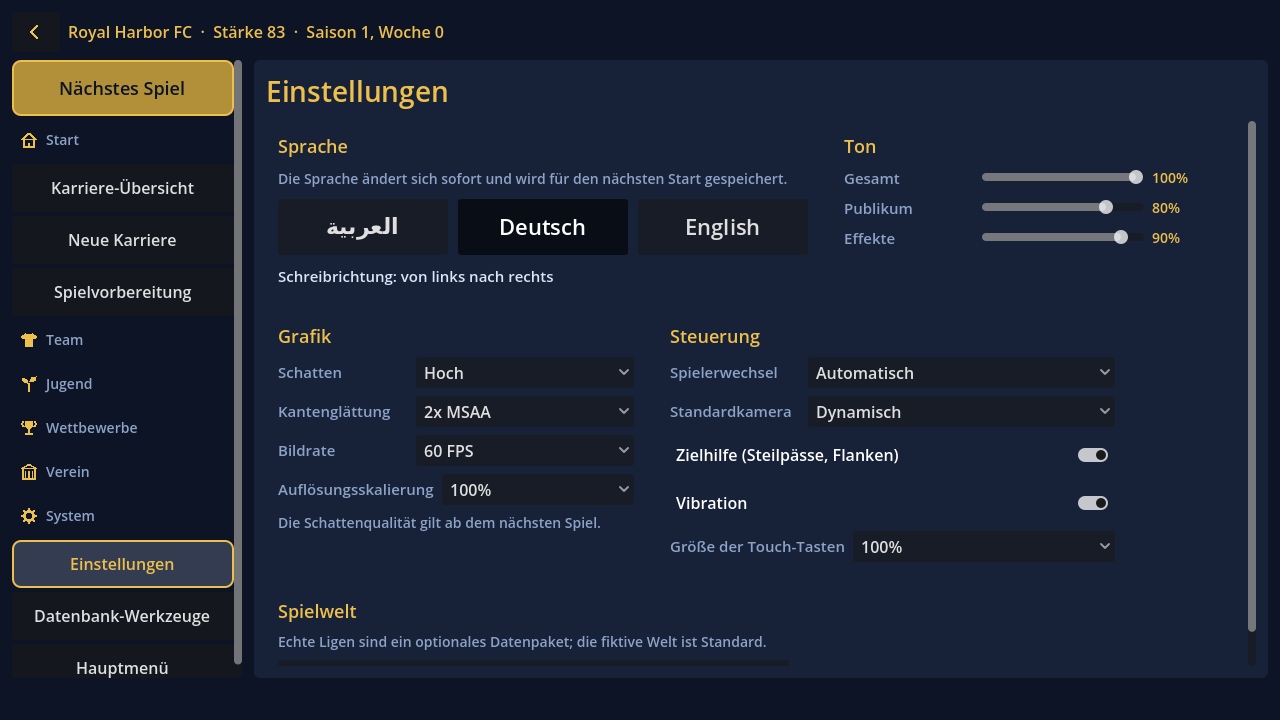 Royal Harbor FC · Stärke 83 · Saison 1, Woche 0
Nächstes Spiel
Start
Karriere-Übersicht
Neue Karriere
Spielvorbereitung
Team
Jugend
Wettbewerbe
Verein
System
Einstellungen
Datenbank-Werkzeuge
Hauptmenü
Einstellungen
Sprache
Die Sprache ändert sich sofort und wird für den nächsten Start gespeichert.
العربية
Deutsch
English
Schreibrichtung: von links nach rechts
Ton
Gesamt 100%
Publikum 80%
Effekte 90%
Grafik
Schatten Hoch
Kantenglättung 2x MSAA
Bildrate 60 FPS
Auflösungsskalierung 100%
Die Schattenqualität gilt ab dem nächsten Spiel.
Steuerung
Spielerwechsel Automatisch
Standardkamera Dynamisch
Zielhilfe (Steilpässe, Flanken)
Vibration
Größe der Touch-Tasten 100%
Spielwelt
Echte Ligen sind ein optionales Datenpaket; die fiktive Welt ist Standard.